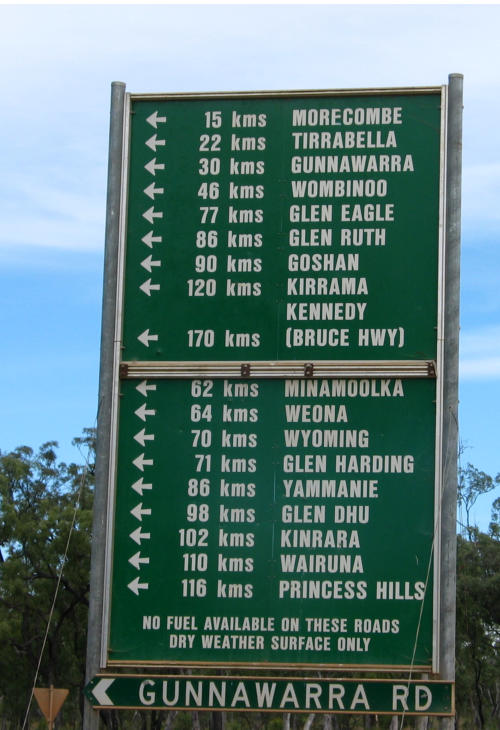 ← 15 kms MORECOMBE
← 22 kms TIRRABELLA
← 30 kms GUNNAWARRA
← 46 kms WOMBINOO
← 77 kms GLEN EAGLE
← 86 kms GLEN RUTH
← 90 kms GOSHAN
← 120 kms KIRRAMA
KENNEDY
← 170 kms (BRUCE HWY)
← 62 kms MINAMOOLKA
← 64 kms WEONA
← 70 kms WYOMING
← 71 kms GLEN HARDING
← 86 kms YAMMANIE
← 98 kms GLEN DHU
← 102 kms KINRARA
← 110 kms WAIRUNA
← 116 kms PRINCESS HILLS
NO FUEL AVAILABLE ON THESE ROADS
DRY WEATHER SURFACE ONLY
GUNNAWARRA RD